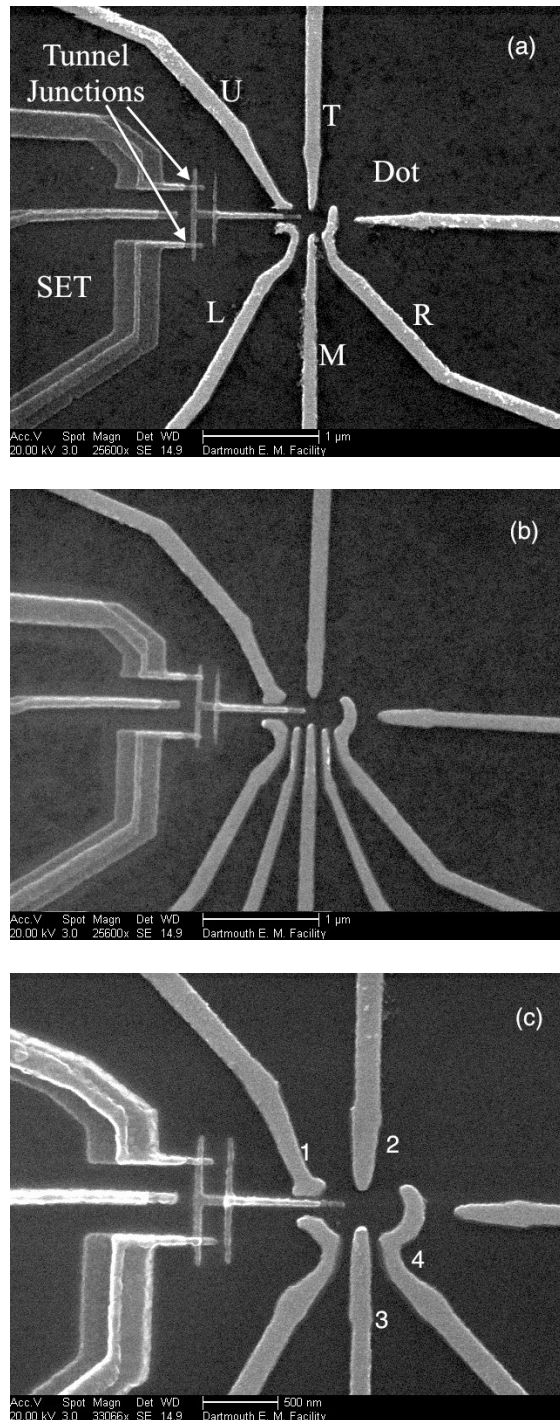 (a)
Tunnel
Junctions
U
T
Dot
SET
L
M
R
Acc.V Spot Magn Det WD 1 µm
20.00 kV 3.0 25600x SE 14.9 Dartmouth E. M. Facility
(b)
Acc.V Spot Magn Det WD 1 µm
20.00 kV 3.0 25600x SE 14.9 Dartmouth E. M. Facility
(c)
1
2
4
3
Acc.V Spot Magn Det WD 500 nm
20.00 kV 3.0 33066x SE 14.9 Dartmouth E. M. Facility